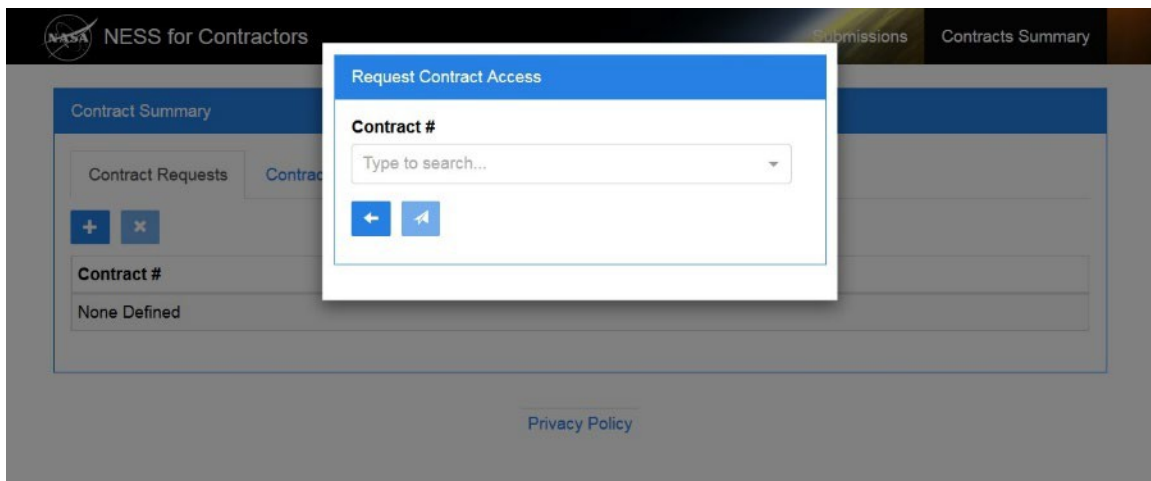 NASA NESS for Contractors
Submissions
Contracts Summary
Request Contract Access
Contract #
Type to search...
Contract Summary
Contract Requests
Contrac
Contract #
None Defined
Privacy Policy